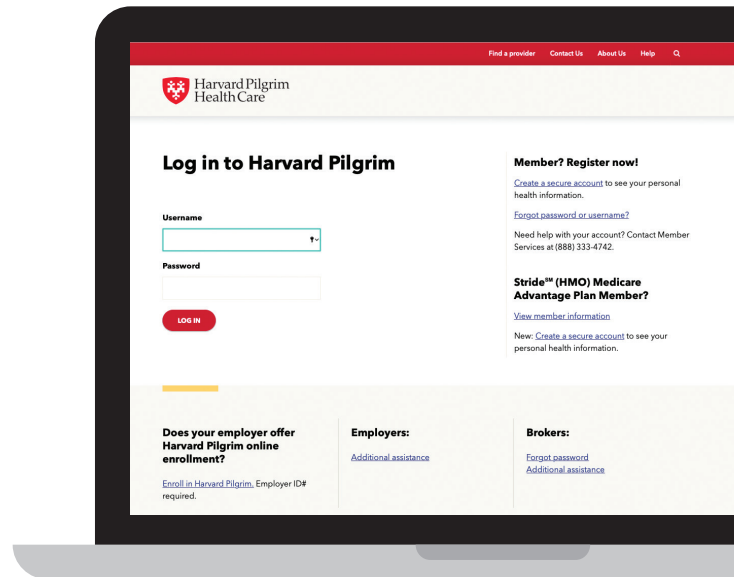 Find a provider Contact Us About Us Help
Harvard Pilgrim
HealthCare
Log in to Harvard Pilgrim
Username
Password
LOG IN
Member? Register now!
Create a secure account to see your personal
health information.
Forgot password or username?
Need help with your account? Contact Member
Services at (888) 333-4742.
Stride℠ (HMO) Medicare
Advantage Plan Member?
View member information
New: Create a secure account to see your
personal health information.
Does your employer offer
Harvard Pilgrim online
enrollment?
Enroll in Harvard Pilgrim. Employer ID#
required.
Employers:
Additional assistance
Brokers:
Forgot password
Additional assistance